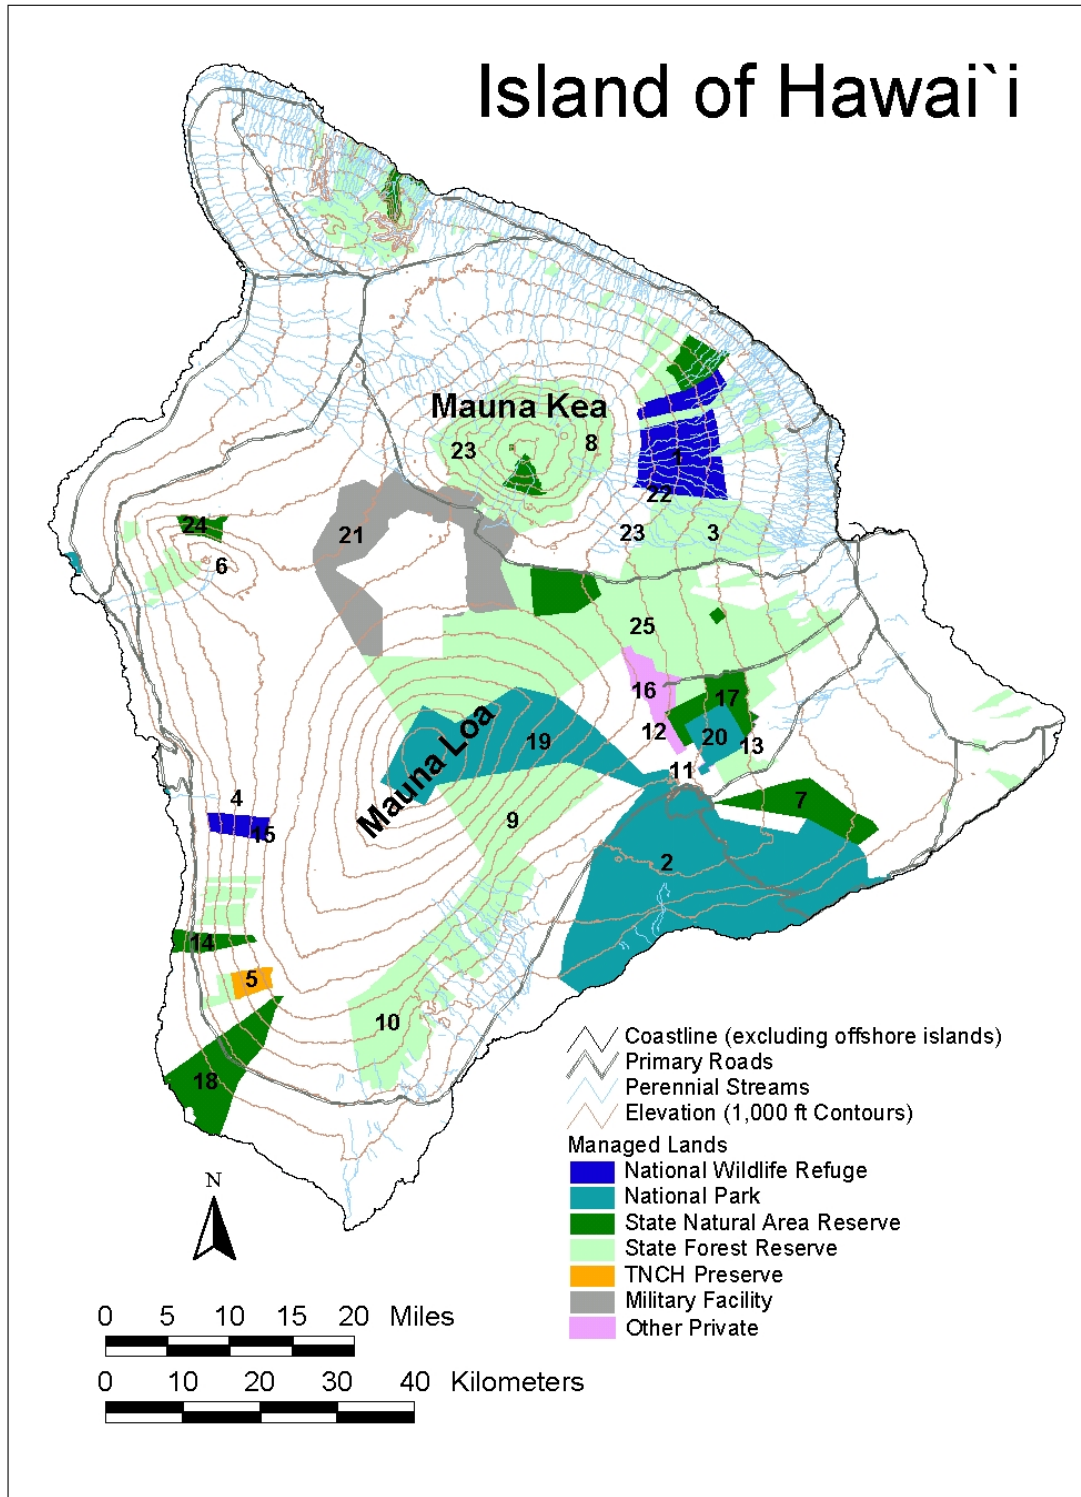 Island of Hawai`i
Mauna Kea
23
8
1
22
24
21
23
3
6
25
16
17
12
20
13
19
11
Mauna Loa
7
4
15
9
2
14
5
10
18
Coastline (excluding offshore islands)
Primary Roads
Perennial Streams
Elevation (1,000 ft Contours)
Managed Lands
National Wildlife Refuge
National Park
State Natural Area Reserve
State Forest Reserve
TNCH Preserve
Military Facility
Other Private
N
0 5 10 15 20 Miles
0 10 20 30 40 Kilometers